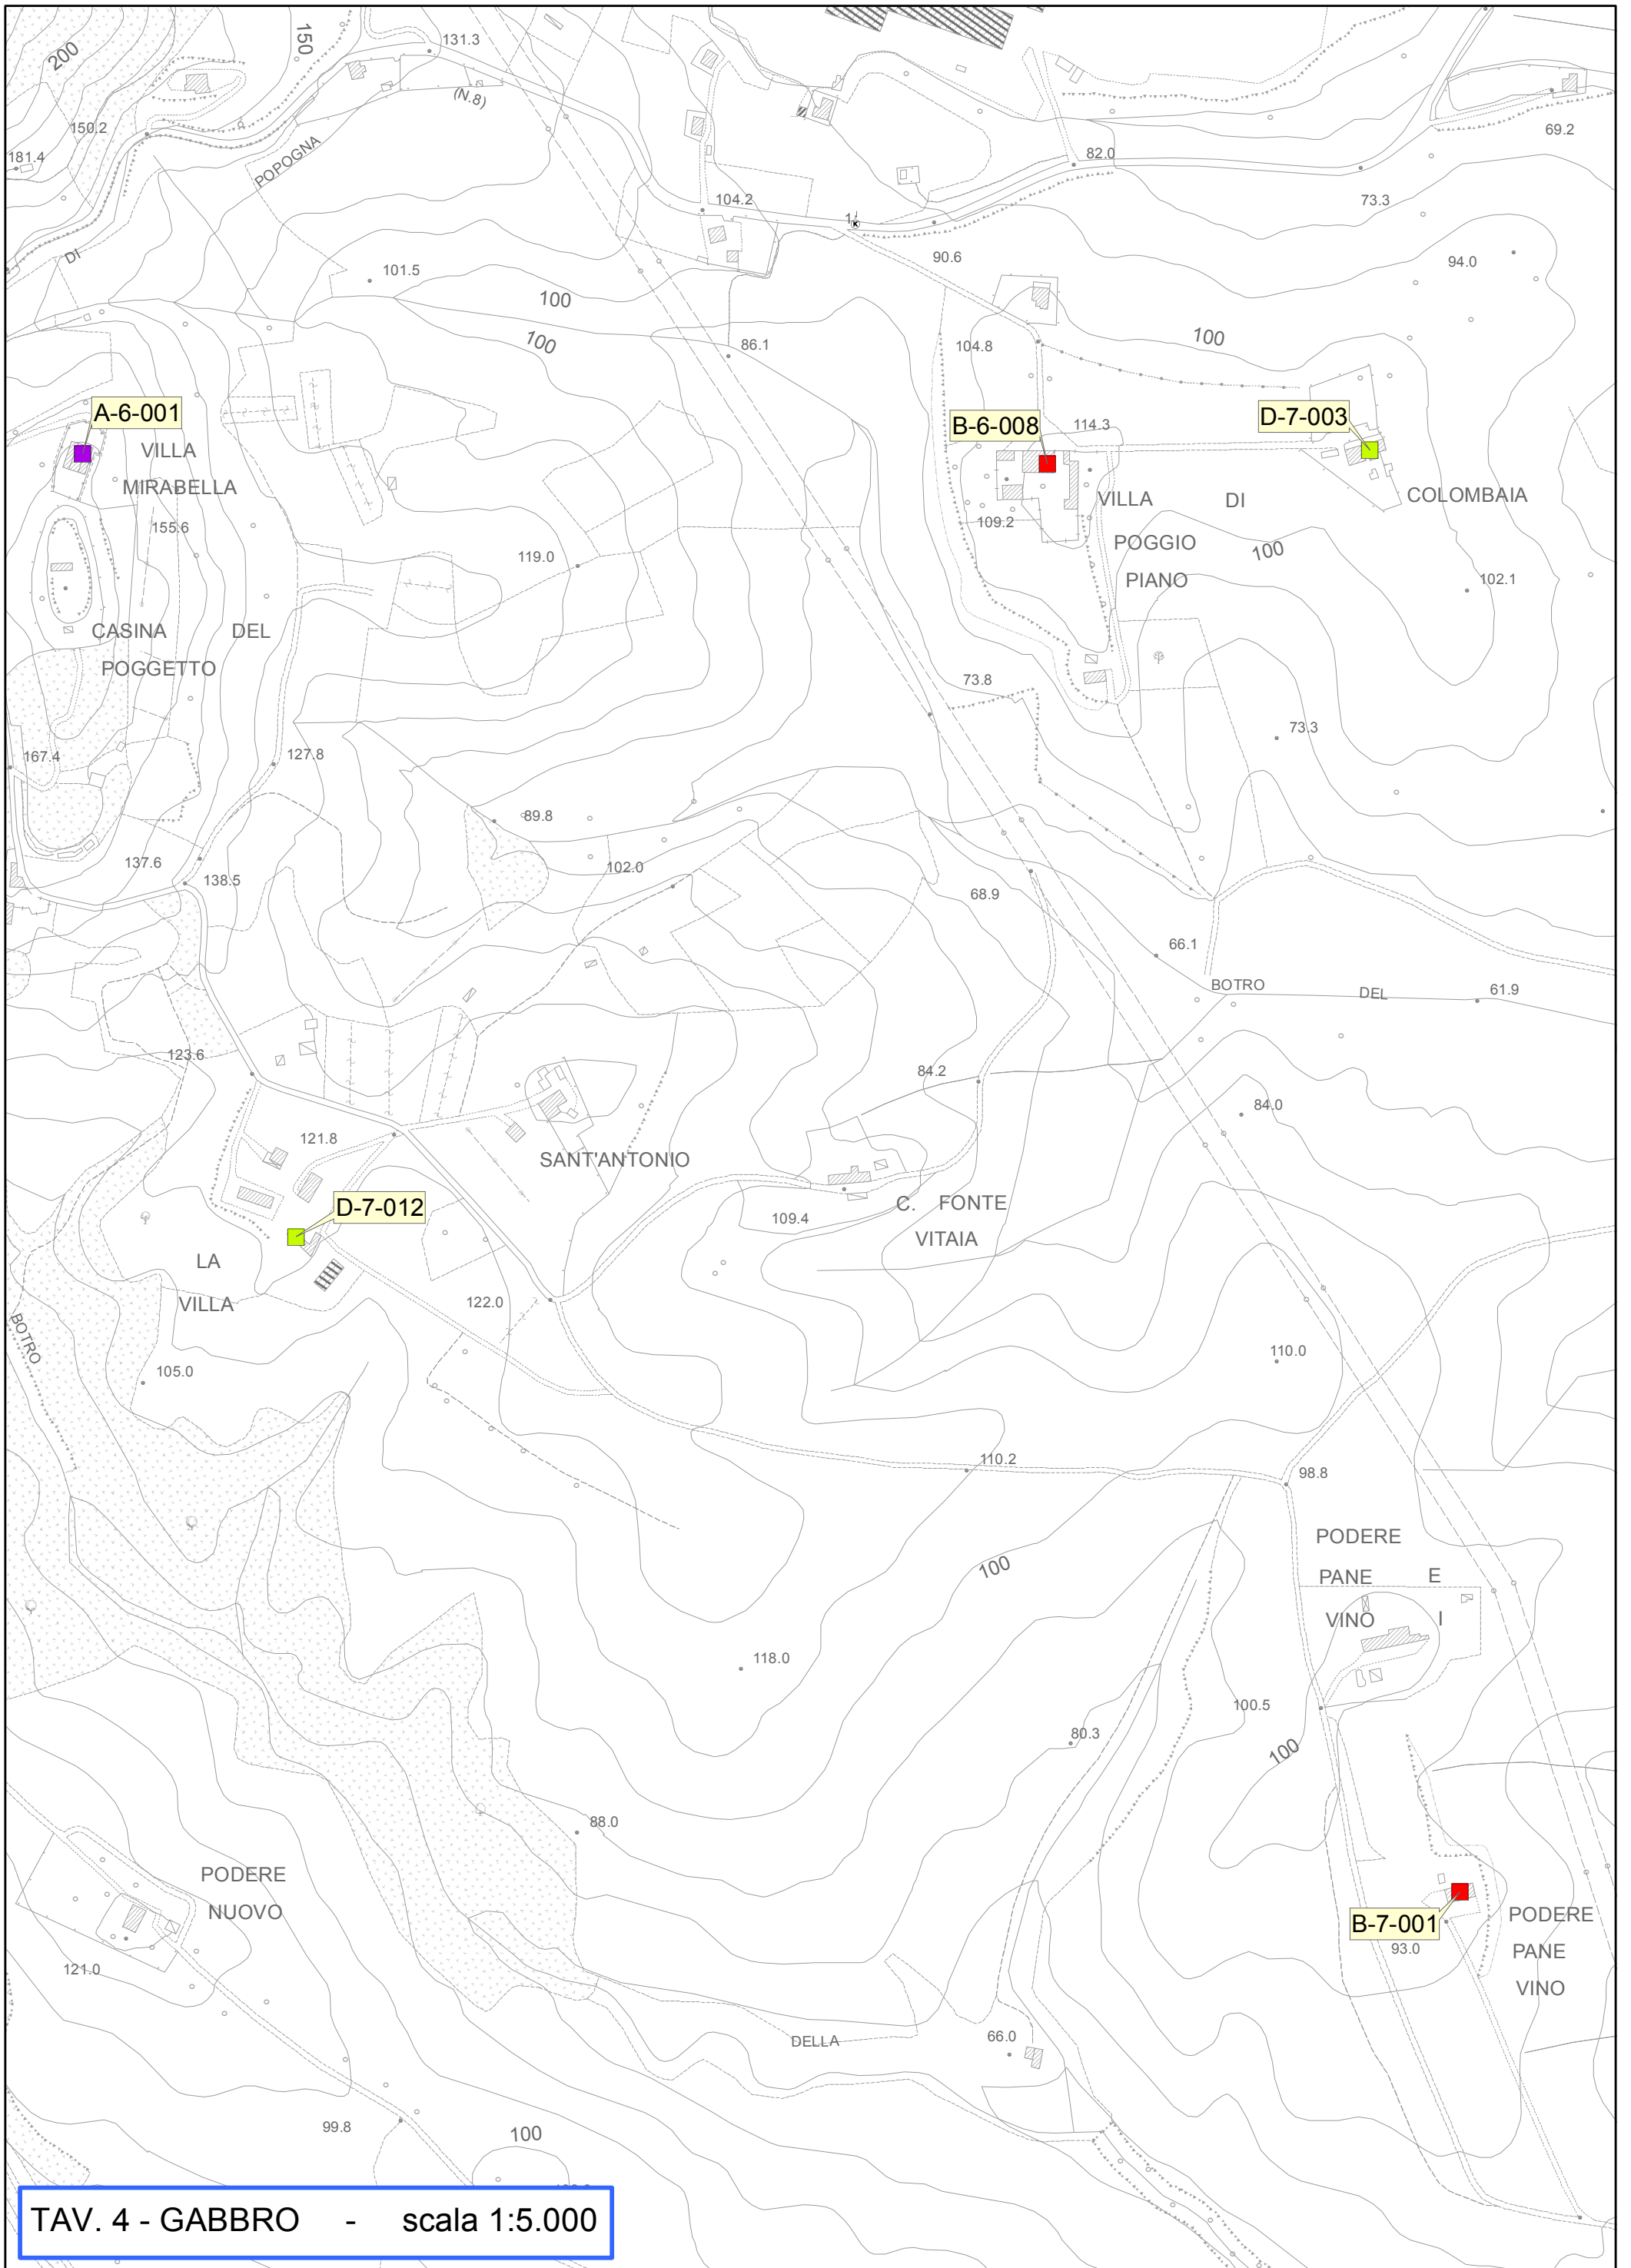 200
150
131.3
(N.8)
150.2
181.4
POPOGNA
DI
69.2
82.0
73.3
104.2
1
90.6
94.0
101.5
100
100
86.1
104.8
100
A-6-001
VILLA
MIRABELLA
155.6
B-6-008
114.3
D-7-003
109.2
VILLA DI
POGGIO
PIANO
COLOMBAIA
100
102.1
119.0
CASINA DEL
POGGETTO
73.8
73.3
167.4
127.8
89.8
102.0
137.6
138.5
68.9
66.1
BOTRO DEL
61.9
123.6
84.2
84.0
121.8
SANT'ANTONIO
D-7-012
C. FONTE
VITAIA
109.4
LA
VILLA
122.0
BOTRO
105.0
110.0
110.2
98.8
PODERE
PANE E
VINO I
100
118.0
100.5
80.3
100
88.0
PODERE
NUOVO
121.0
B-7-001
93.0
PODERE
PANE
VINO
DELLA
66.0
99.8
100
TAV. 4 - GABBRO - scala 1:5.000